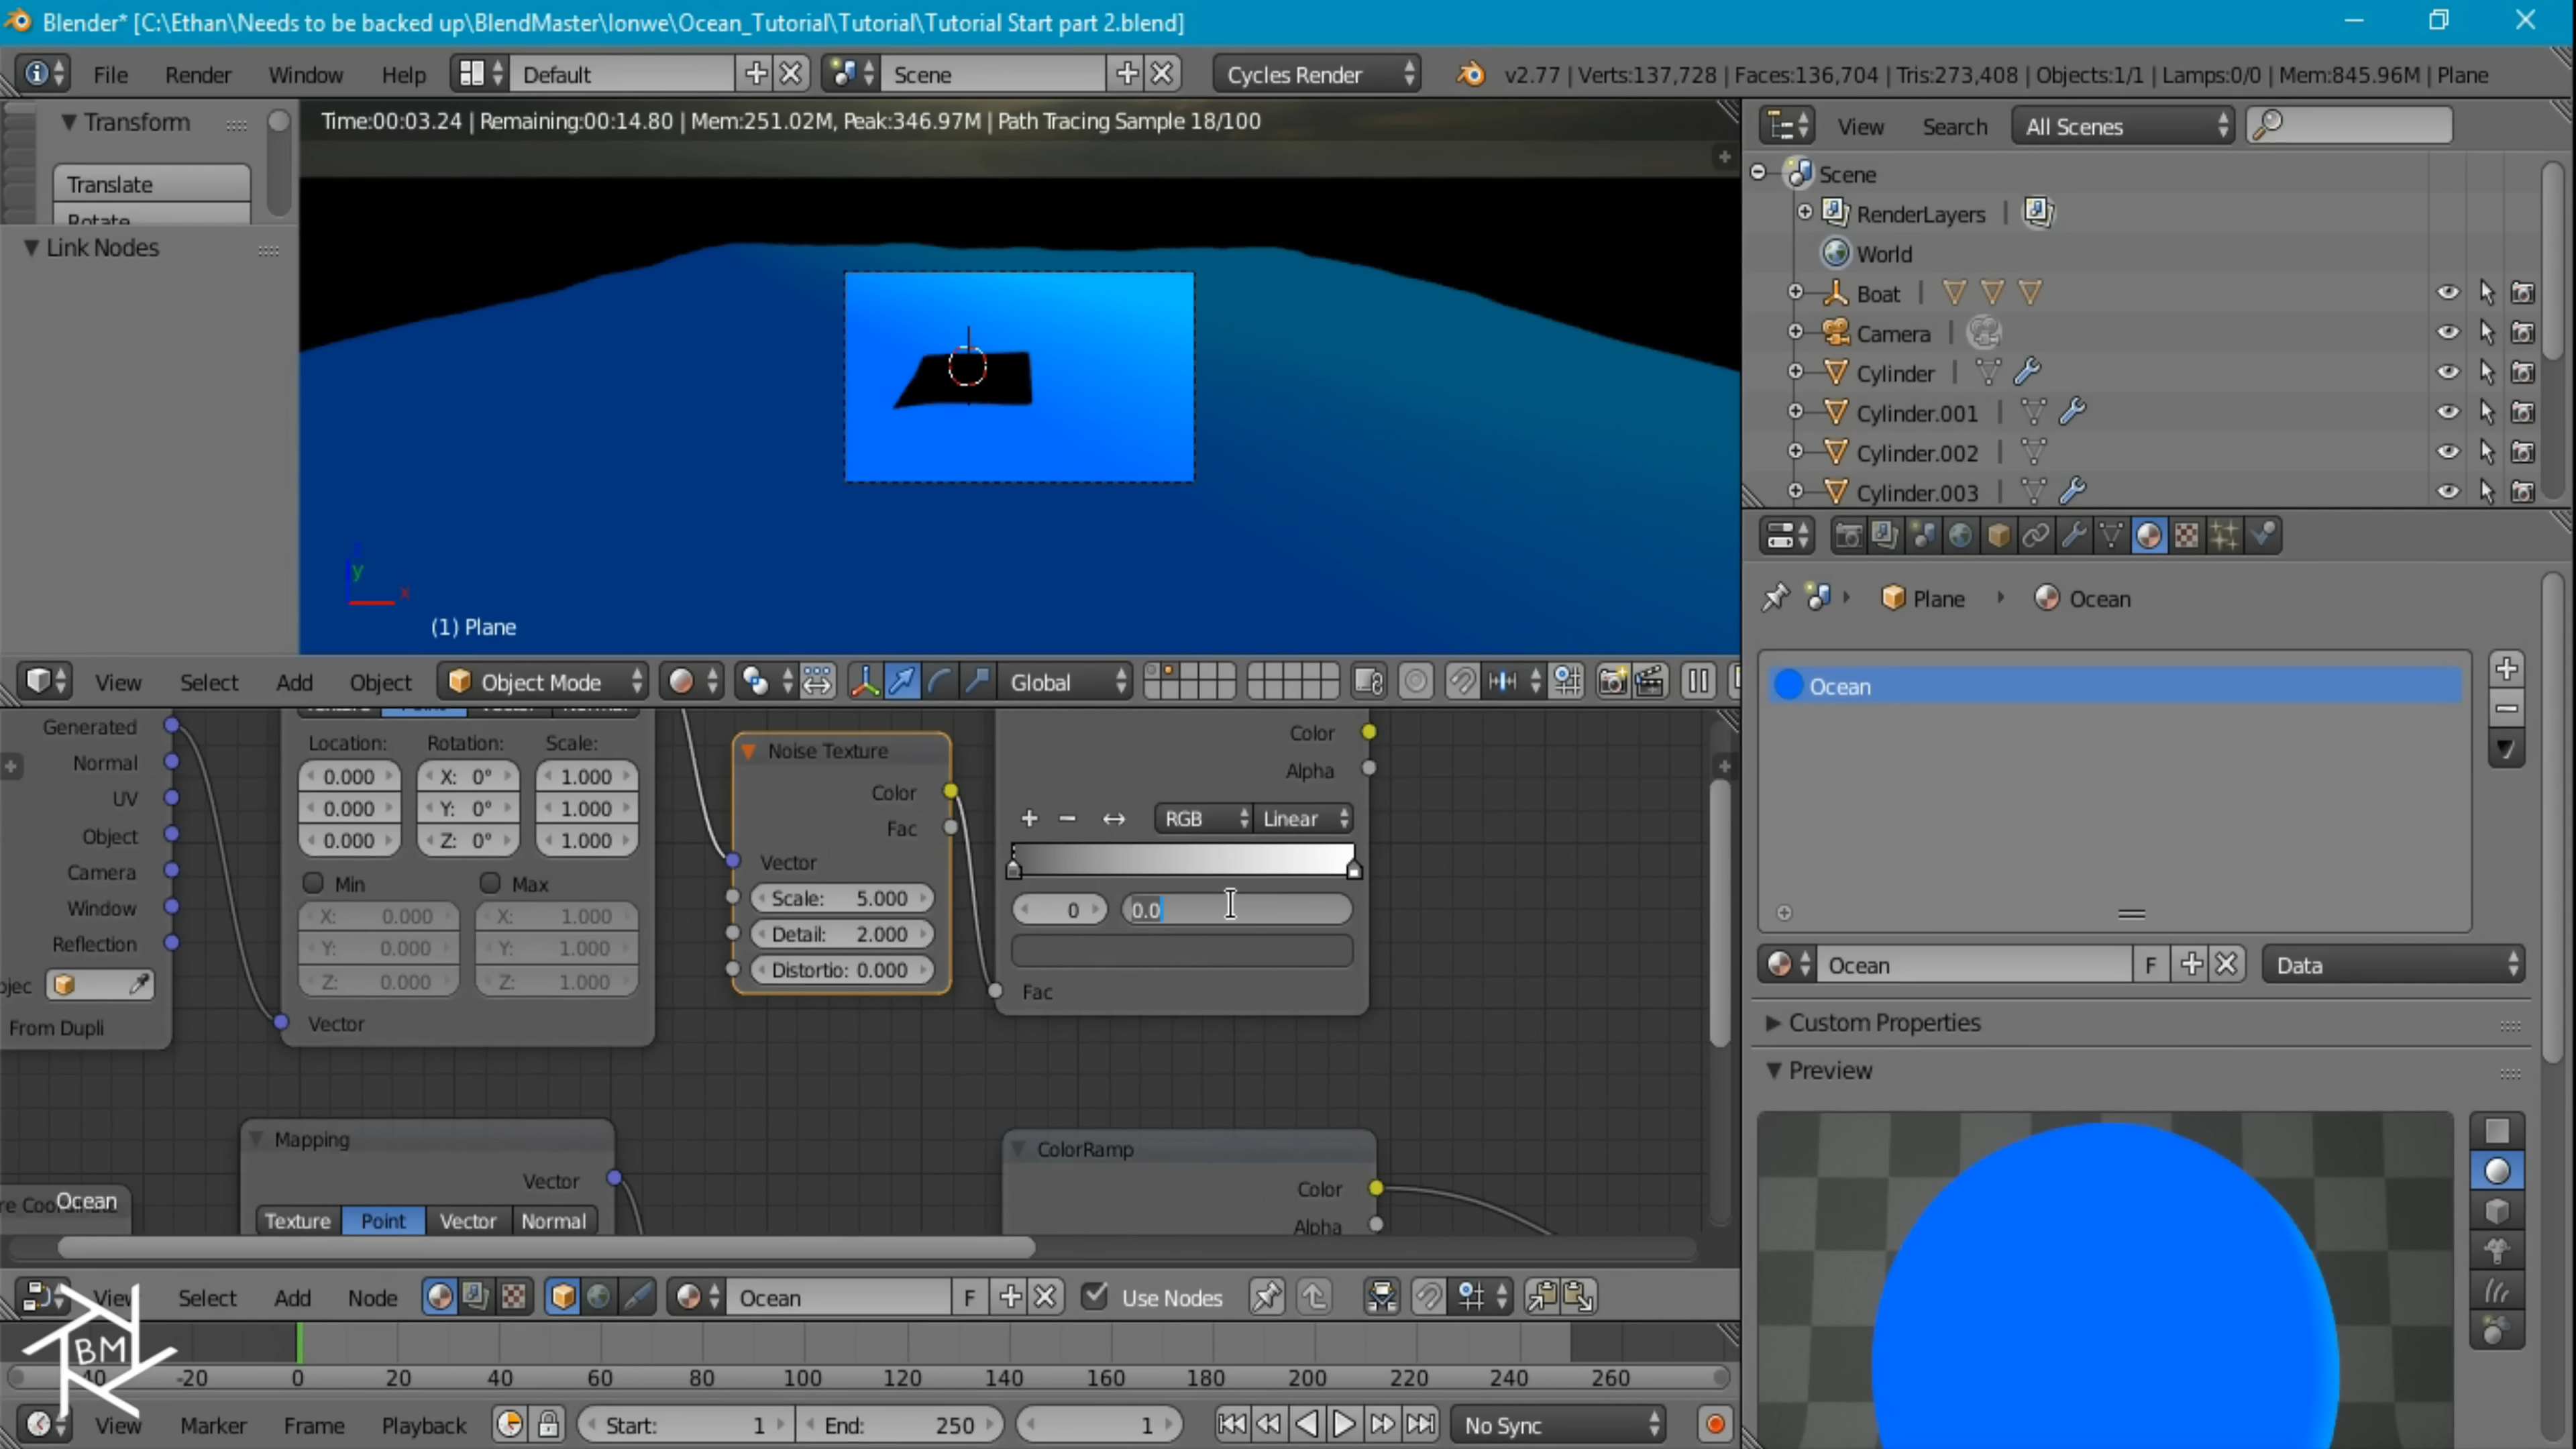 Blender* [C:\Ethan\Needs to be backed up\BlendMaster\Ionwe\Ocean_Tutorial\Tutorial\Tutorial Start part 2.blend]
File Render Window Help Default Scene Cycles Render v2.77 | Verts:137,728 | Faces:136,704 | Tris:273,408 | Objects:1/1 | Lamps:0/0 | Mem:845.96M | Plane
Transform
Translate
Rotate
Link Nodes
Time:00:03.24 | Remaining:00:14.80 | Mem:251.02M, Peak:346.97M | Path Tracing Sample 18/100
z
y
x
(1) Plane
View Search All Scenes
Scene
RenderLayers |
World
Boat |
Camera |
Cylinder |
Cylinder.001 |
Cylinder.002 |
Cylinder.003 |
View Select Add Object Object Mode Global
Plane Ocean
Ocean
Ocean F Data
Custom Properties
Preview
Generated
Normal
UV
Object
Camera
Window
Reflection
From Dupli
Texture Point Vector Normal
Location: Rotation: Scale:
0.000 X: 0° 1.000
0.000 Y: 0° 1.000
0.000 Z: 0° 1.000
Min Max
X: 0.000 X: 1.000
Y: 0.000 Y: 1.000
Z: 0.000 Z: 1.000
Vector
Noise Texture
Color
Fac
Vector
Scale: 5.000
Detail: 2.000
Distortio: 0.000
Color
Alpha
RGB Linear
0 0.0
Fac
Mapping
Vector
Texture Point Vector Normal
Ocean
ColorRamp
Color
Alpha
View Select Add Node Ocean F Use Nodes
BM
40 -20 0 20 40 60 80 100 120 140 160 180 200 220 240 260
View Marker Frame Playback Start: 1 End: 250 1 No Sync